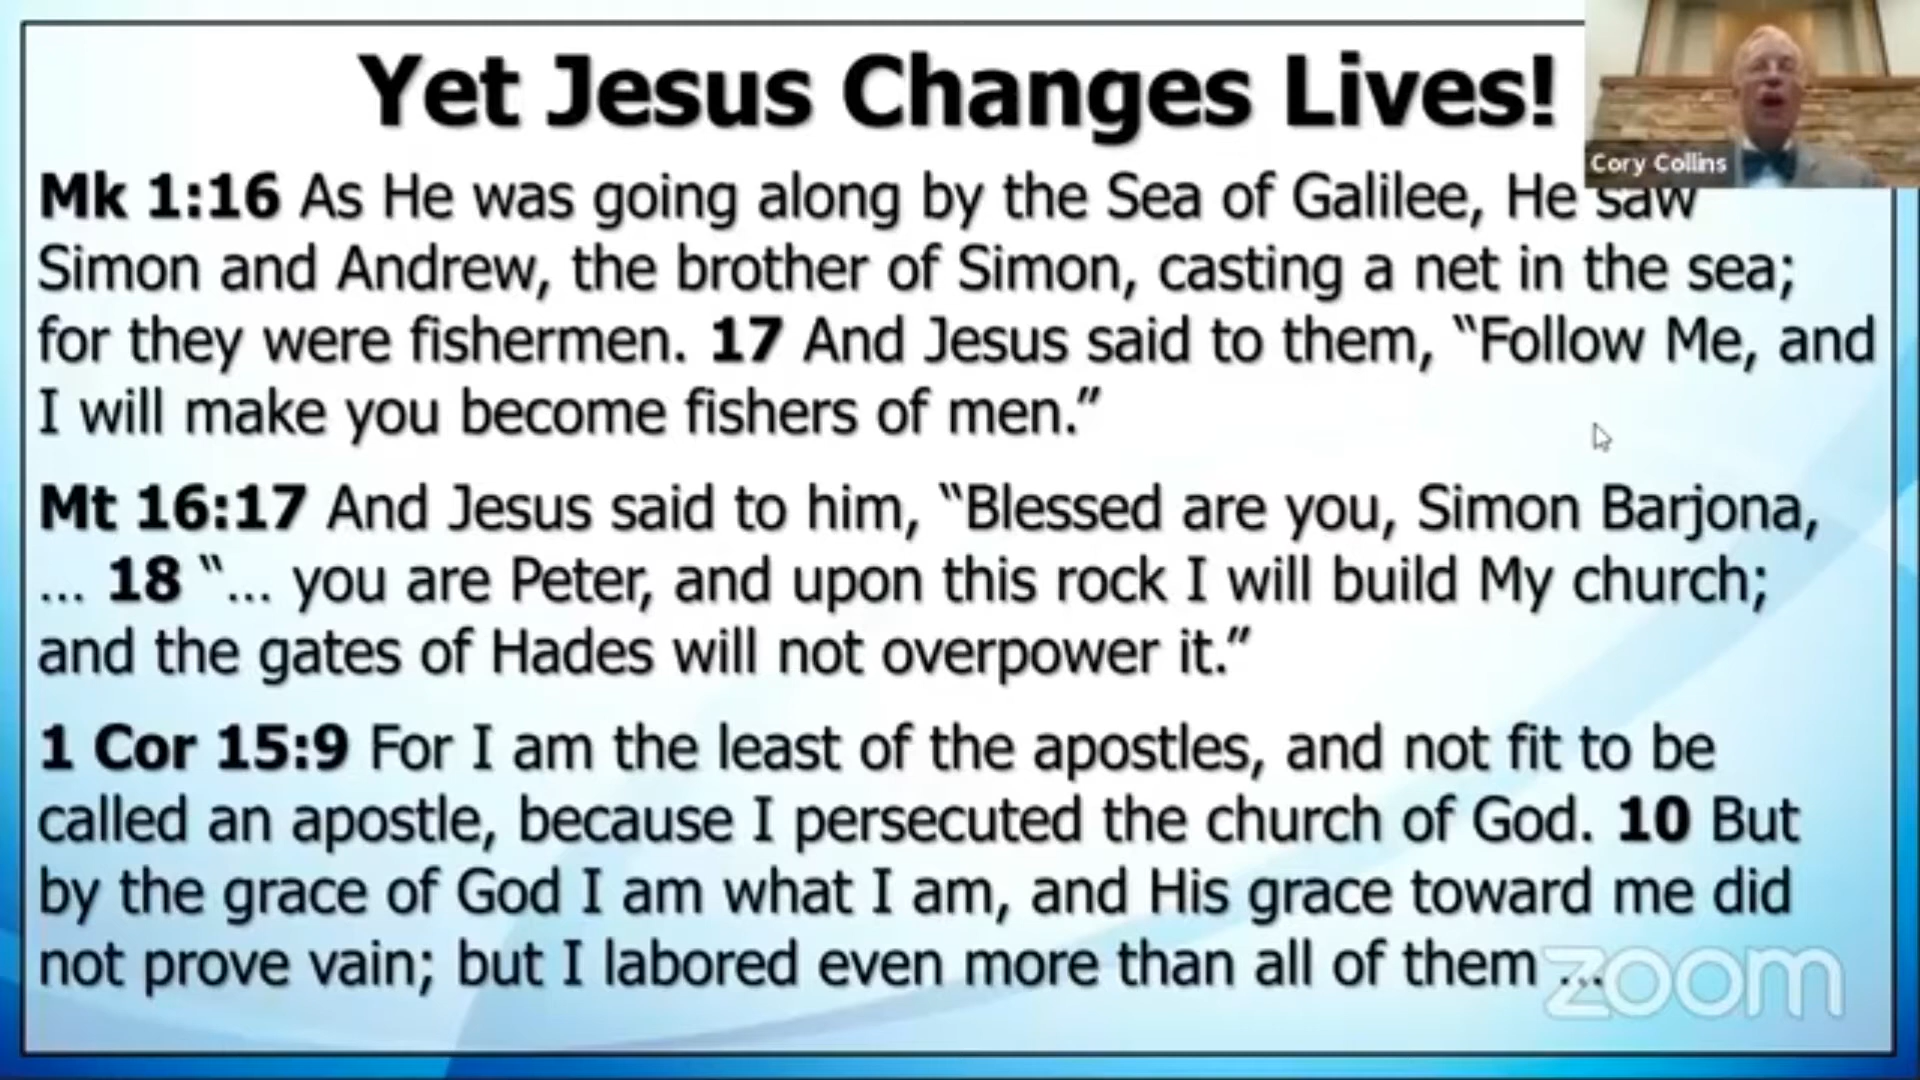 Yet Jesus Changes Lives!
Cory Collins
Mk 1:16 As He was going along by the Sea of Galilee, He saw
Simon and Andrew, the brother of Simon, casting a net in the sea;
for they were fishermen. 17 And Jesus said to them, “Follow Me, and
I will make you become fishers of men.”
Mt 16:17 And Jesus said to him, “Blessed are you, Simon Barjona,
... 18 “... you are Peter, and upon this rock I will build My church;
and the gates of Hades will not overpower it.”
1 Cor 15:9 For I am the least of the apostles, and not fit to be
called an apostle, because I persecuted the church of God. 10 But
by the grace of God I am what I am, and His grace toward me did
not prove vain; but I labored even more than all of them ...
zoom